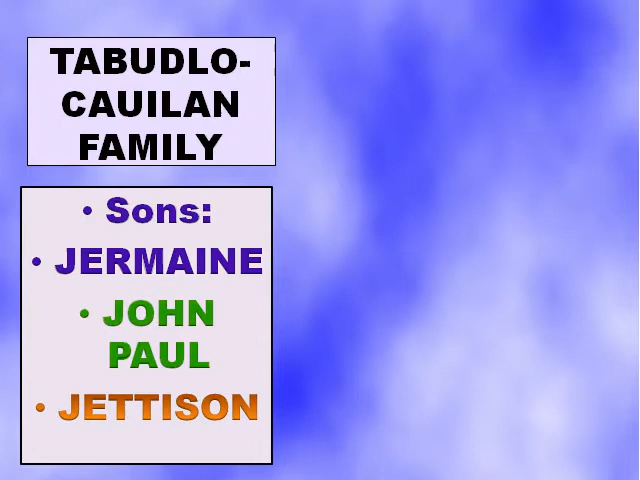 TABUDLO-
CAUILAN
FAMILY
• Sons:
• JERMAINE
• JOHN
PAUL
• JETTISON